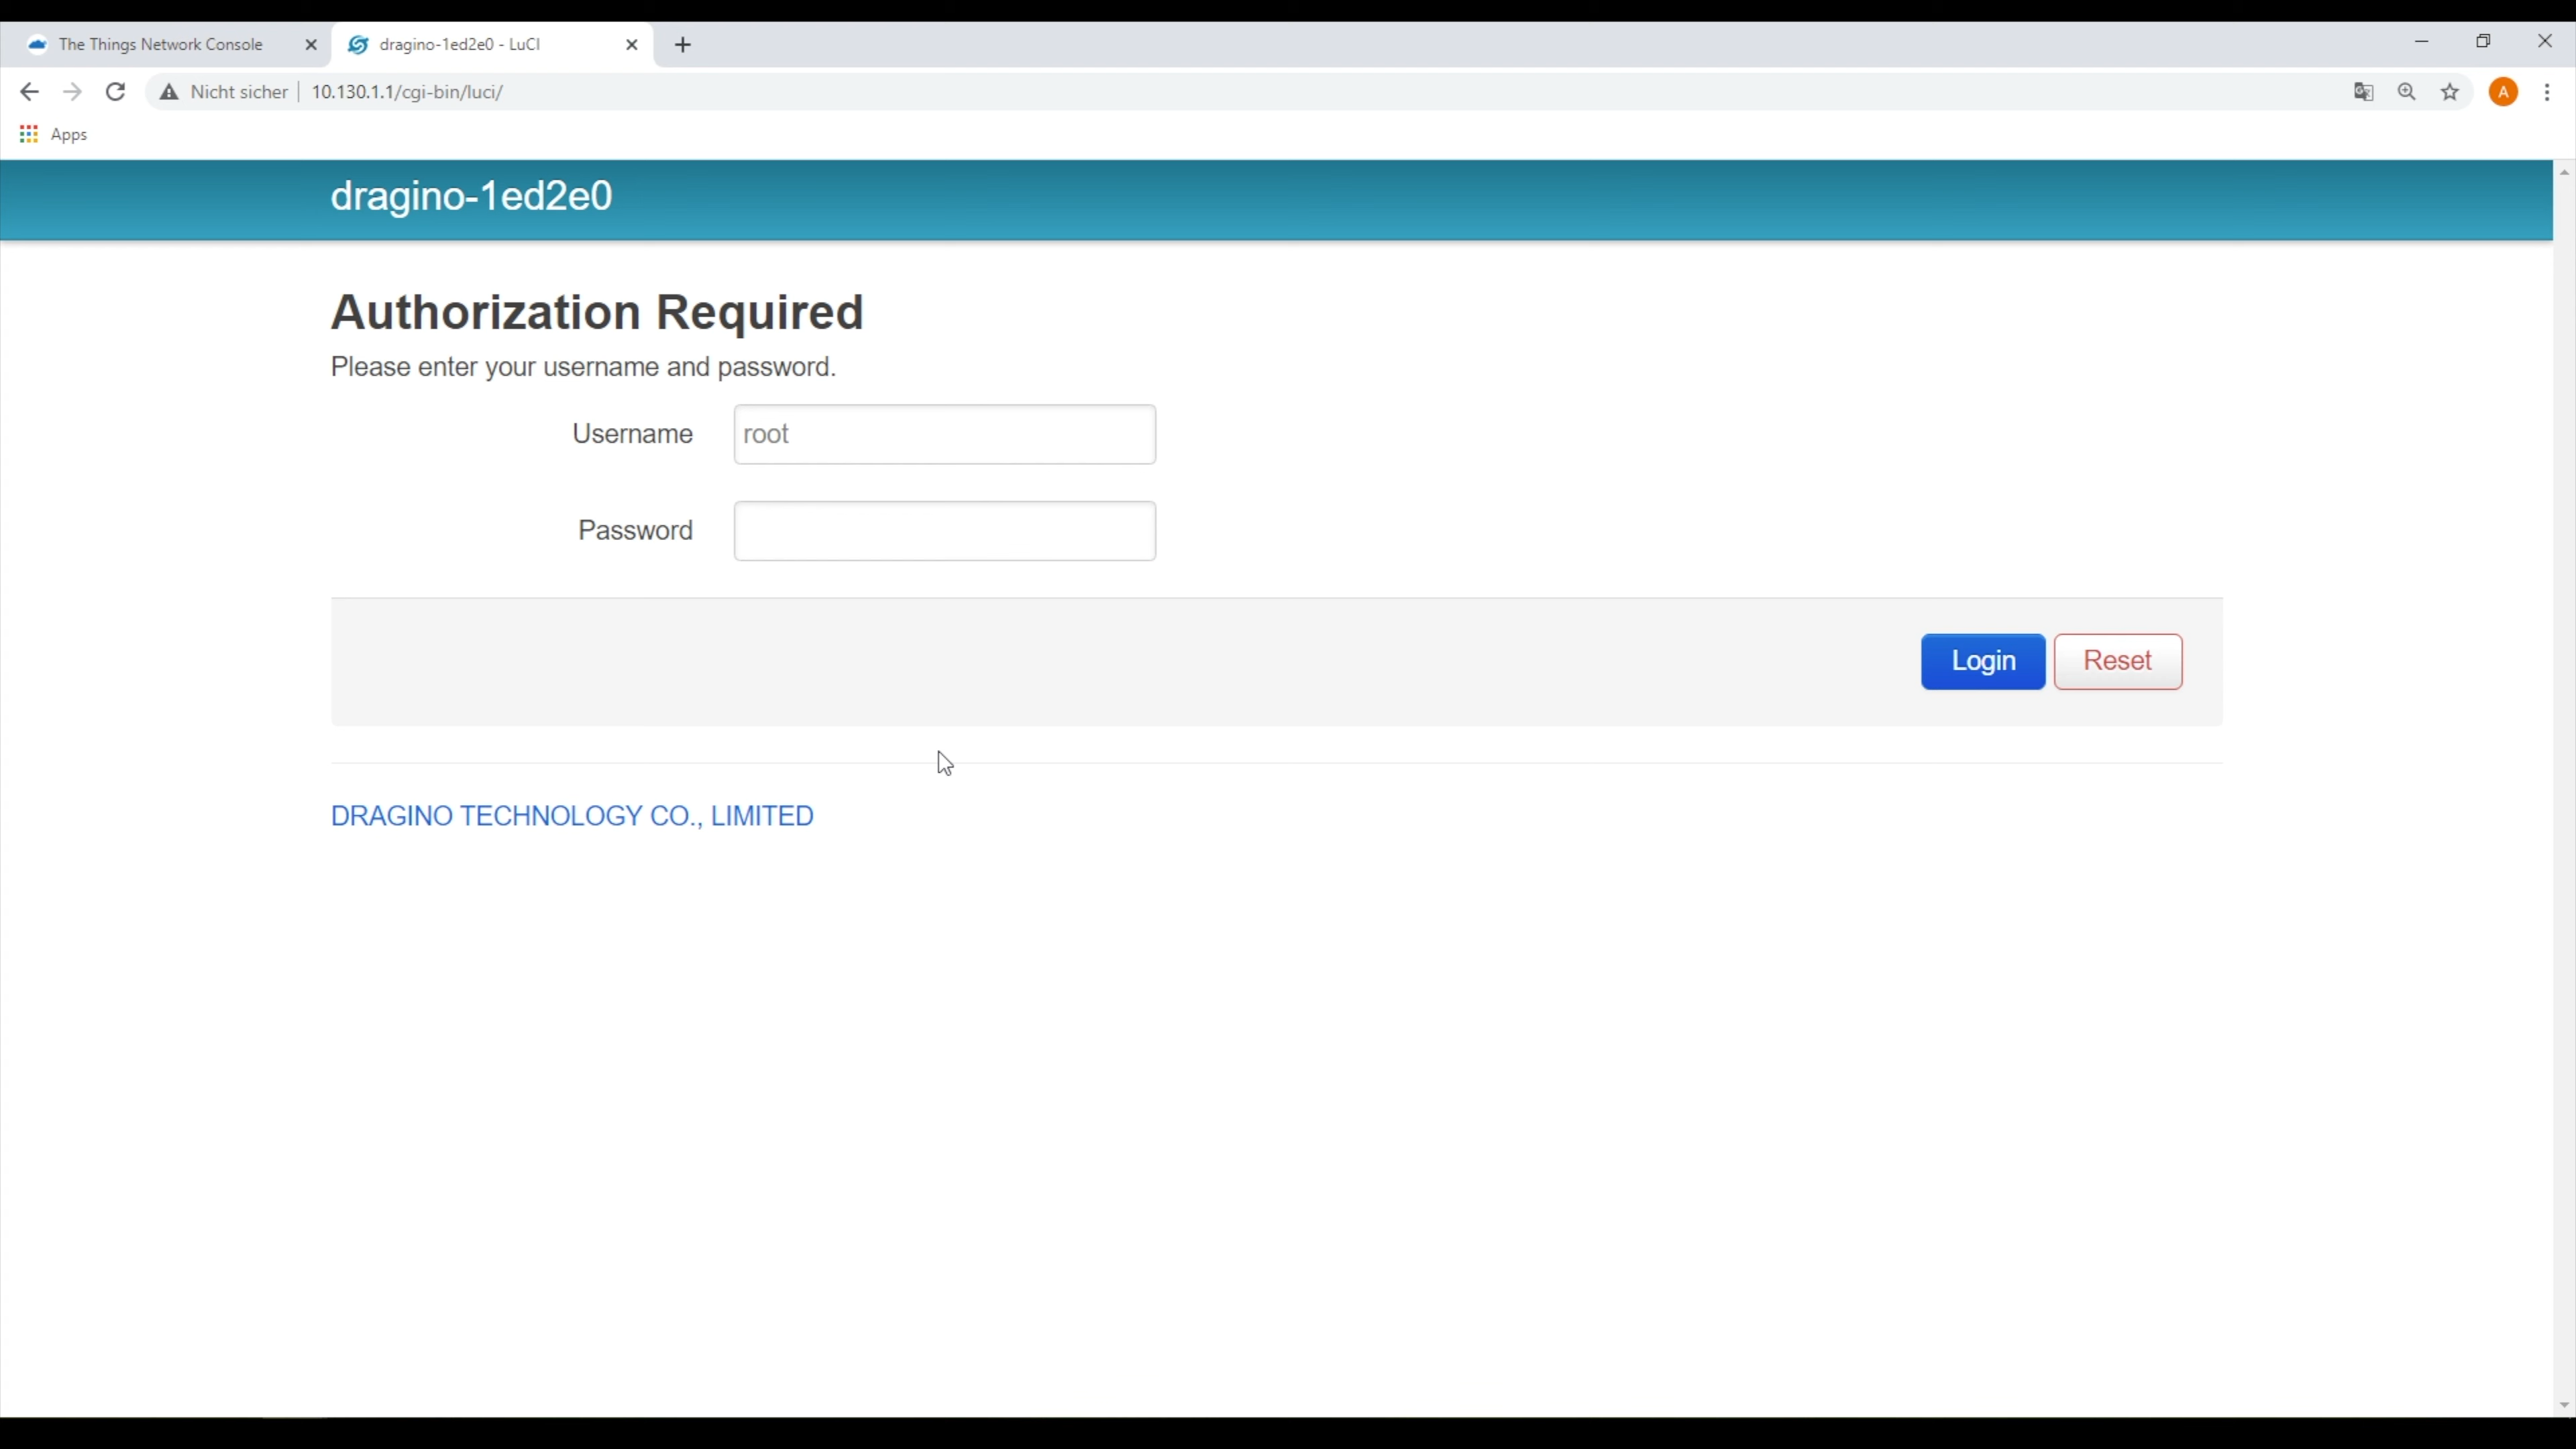 The Things Network Console
dragino-1ed2e0 - LuCI
Nicht sicher
10.130.1.1/cgi-bin/luci/
A
Apps
dragino-1ed2e0
Authorization Required
Please enter your username and password.
Username
root
Password
Login
Reset
DRAGINO TECHNOLOGY CO., LIMITED